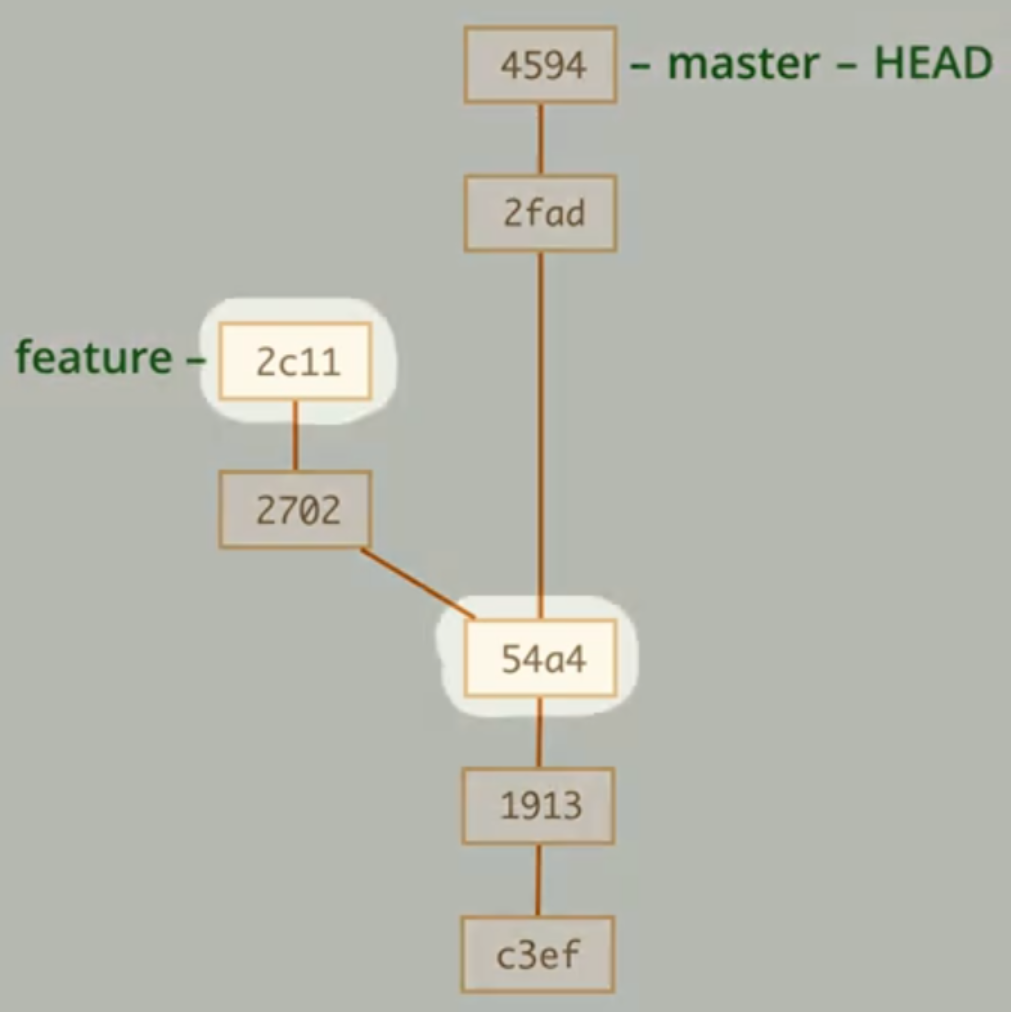 4594 – master – HEAD
2fad
feature – 2c11
2702
54a4
1913
c3ef